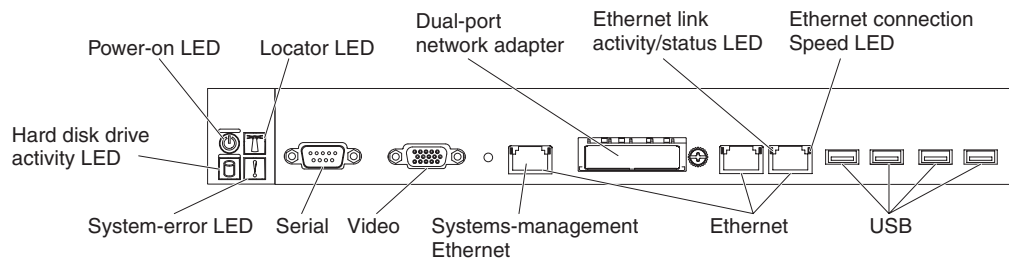 Power-on LED
Locator LED
Dual-port
network adapter
Ethernet link
activity/status LED
Ethernet connection
Speed LED
Hard disk drive
activity LED
System-error LED
Serial
Video
Systems-management
Ethernet
Ethernet
USB